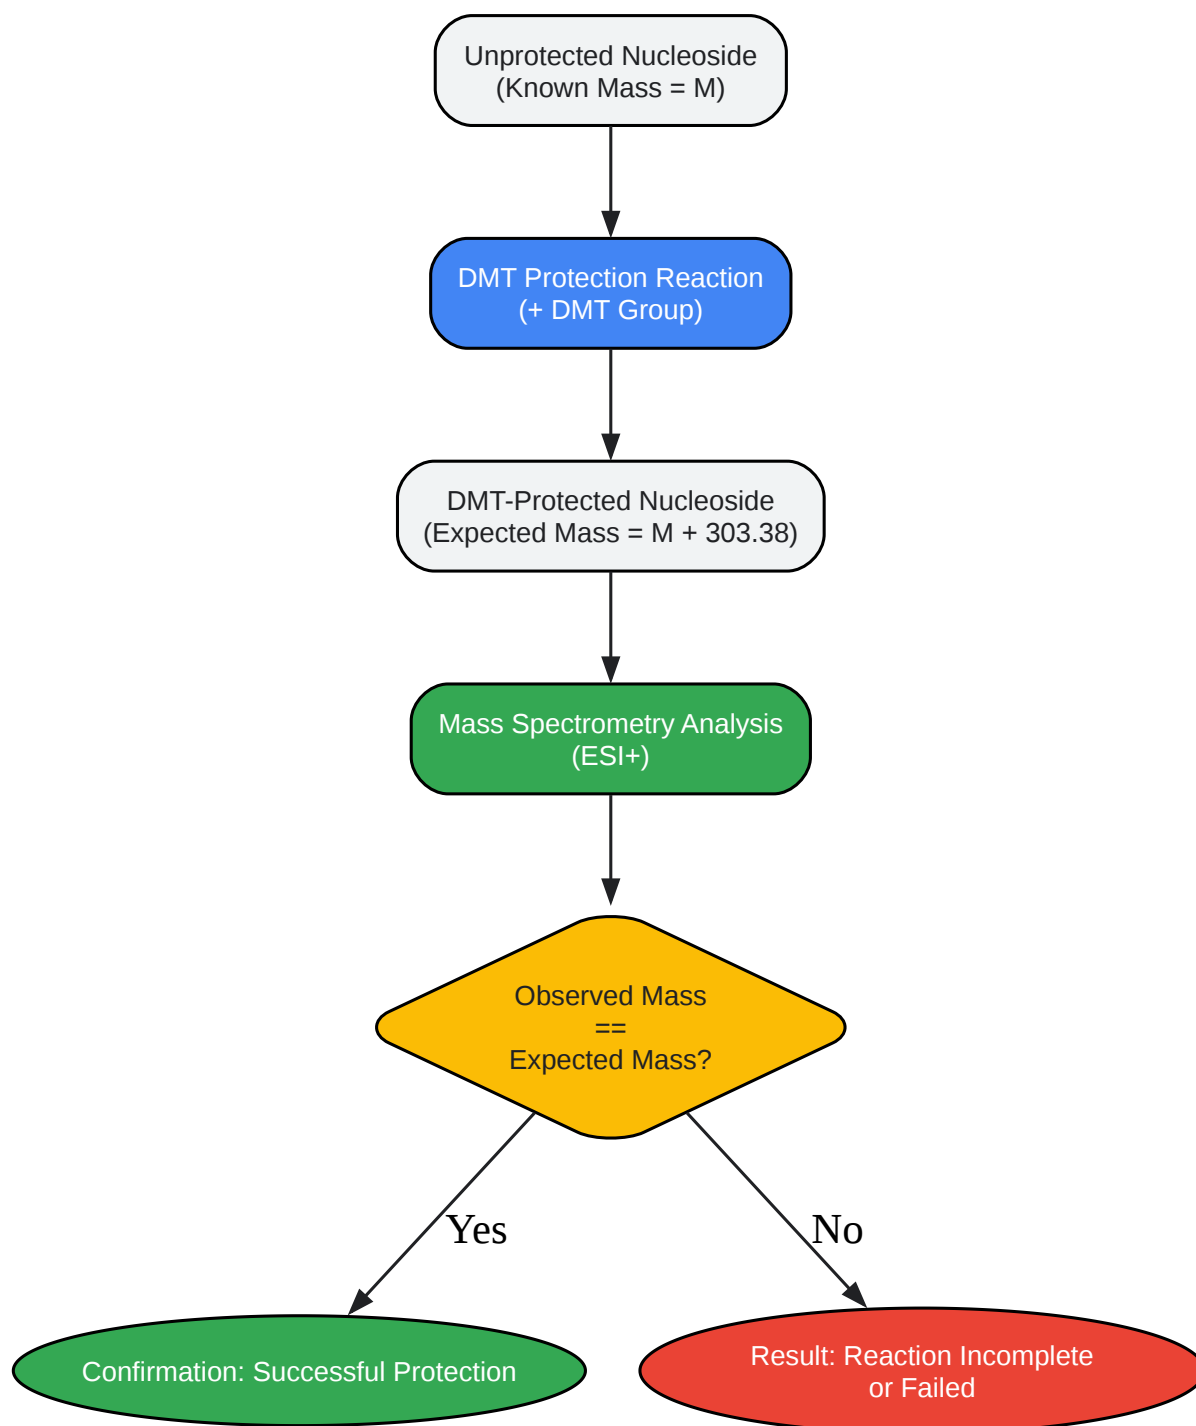 Unprotected Nucleoside
(Known Mass = M)
DMT Protection Reaction
(+ DMT Group)
DMT-Protected Nucleoside
(Expected Mass = M + 303.38)
Mass Spectrometry Analysis
(ESI+)
Observed Mass
==
Expected Mass?
Yes
No
Confirmation: Successful Protection
Result: Reaction Incomplete
or Failed